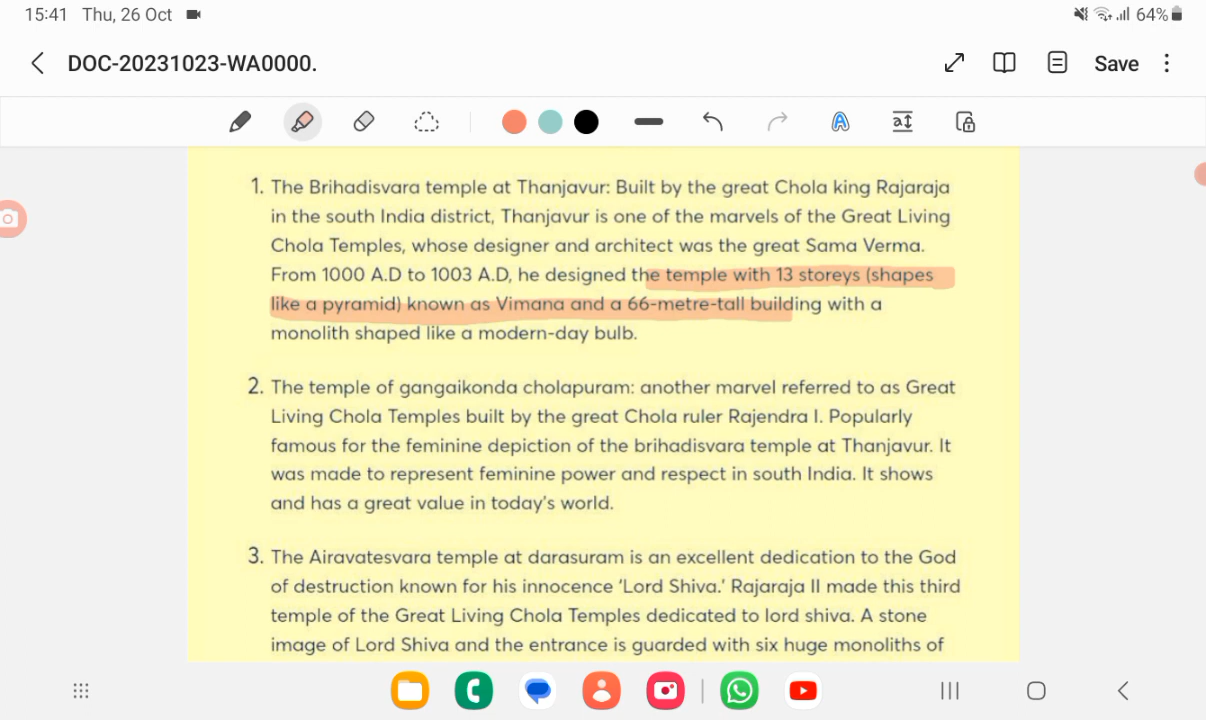 15:41 Thu, 26 Oct 64%
DOC-20231023-WA0000.
Save
1. The Brihadisvara temple at Thanjavur: Built by the great Chola king Rajaraja
in the south India district, Thanjavur is one of the marvels of the Great Living
Chola Temples, whose designer and architect was the great Sama Verma.
From 1000 A.D to 1003 A.D, he designed the temple with 13 storeys (shapes
like a pyramid) known as Vimana and a 66-metre-tall building with a
monolith shaped like a modern-day bulb.
2. The temple of gangaikonda cholapuram: another marvel referred to as Great
Living Chola Temples built by the great Chola ruler Rajendra I. Popularly
famous for the feminine depiction of the brihadisvara temple at Thanjavur. It
was made to represent feminine power and respect in south India. It shows
and has a great value in today's world.
3. The Airavatesvara temple at darasuram is an excellent dedication to the God
of destruction known for his innocence ‘Lord Shiva.’ Rajaraja II made this third
temple of the Great Living Chola Temples dedicated to lord shiva. A stone
image of Lord Shiva and the entrance is guarded with six huge monoliths of